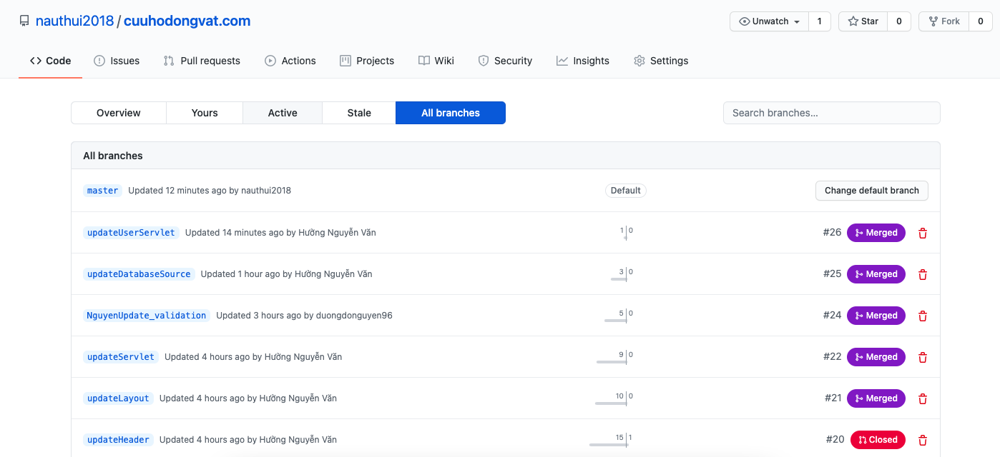 nauthui2018 / cuuhodongvat.com
Unwatch 1 Star 0 Fork 0
Code Issues Pull requests Actions Projects Wiki Security Insights Settings
Overview Yours Active Stale All branches Search branches...
All branches
master Updated 12 minutes ago by nauthui2018 Default Change default branch
updateUserServlet Updated 14 minutes ago by Hường Nguyễn Văn 1 0 #26 Merged
updateDatabaseSource Updated 1 hour ago by Hường Nguyễn Văn 3 0 #25 Merged
NguyenUpdate_validation Updated 3 hours ago by duongdonguyen96 5 0 #24 Merged
updateServlet Updated 4 hours ago by Hường Nguyễn Văn 9 0 #22 Merged
updateLayout Updated 4 hours ago by Hường Nguyễn Văn 10 0 #21 Merged
updateHeader Updated 4 hours ago by Hường Nguyễn Văn 15 1 #20 Closed